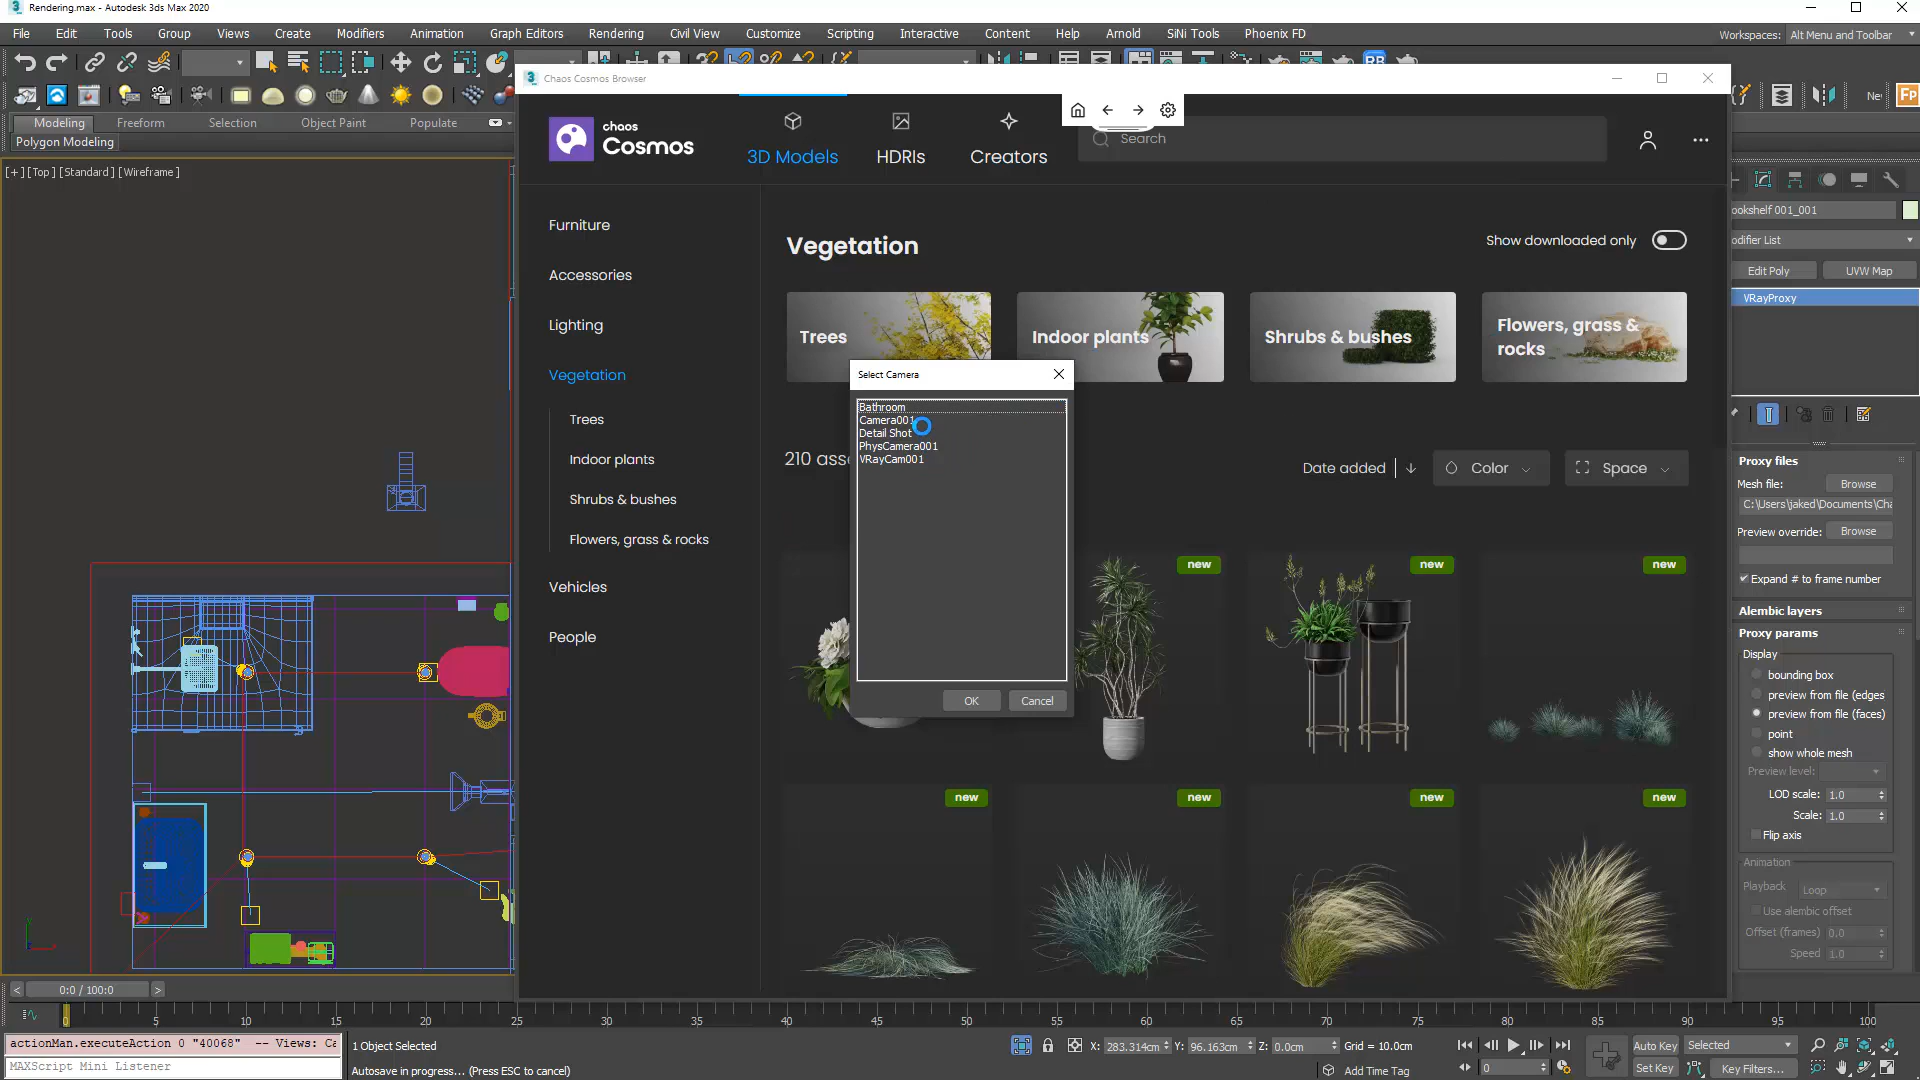 Rendering.max - Autodesk 3ds Max 2020
File Edit Tools Group Views Create Modifiers Animation Graph Editors Rendering Civil View Customize Scripting Interactive Content Help Arnold SiNi Tools Phoenix FD
Workspaces: Alt Menu and Toolbar
Chaos Cosmos Browser
RB
Ne
Fp
Modeling Freeform Selection Object Paint Populate
Polygon Modeling
chaos
Cosmos
3D Models
HDRIs
Creators
Search
[+] [Top] [Standard] [Wireframe]
ookshelf 001_001
odifier List
Edit Poly
UVW Map
VRayProxy
Furniture
Accessories
Lighting
Vegetation
Trees
Indoor plants
Shrubs & bushes
Flowers, grass & rocks
Vehicles
People
Vegetation
Show downloaded only
Trees
Indoor plants
Shrubs & bushes
Flowers, grass &
rocks
210 asse
Date added
Color
Space
Select Camera
Bathroom
Camera001
Detail Shot
PhysCamera001
VRayCam001
OK
Cancel
new
new
new
new
new
new
new
Proxy files
Mesh file:
Browse
C:\Users\jaked\Documents\Cha
Preview override:
Browse
Expand # to frame number
Alembic layers
Proxy params
Display
bounding box
preview from file (edges
preview from file (faces)
point
show whole mesh
Preview level:
LOD scale: 1.0
Scale: 1.0
Flip axis
Animation
Playback Loop
Use alembic offset
Offset (frames) 0.0
Speed 1.0
< 0:0 / 100:0 >
0 5 10 15 20 25 30 35 40 45 50 55 60 65 70 75 80 85 90 95 100
actionMan.executeAction 0 "40068" -- Views: Ca
MAXScript Mini Listener
1 Object Selected
Autosave in progress... (Press ESC to cancel)
X: 283.314cm Y: 96.163cm Z: 0.0cm Grid = 10.0cm
Add Time Tag
0
Auto Key
Selected
Set Key
Key Filters...